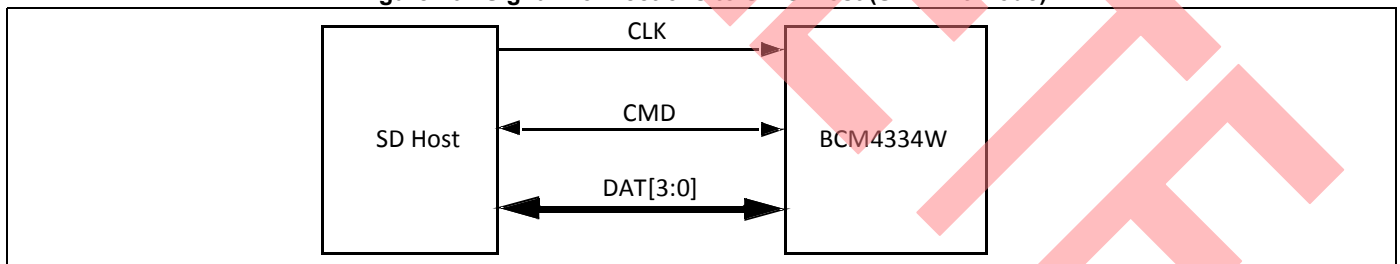 CLK
CMD
SD Host
BCM4334W
DAT[3:0]